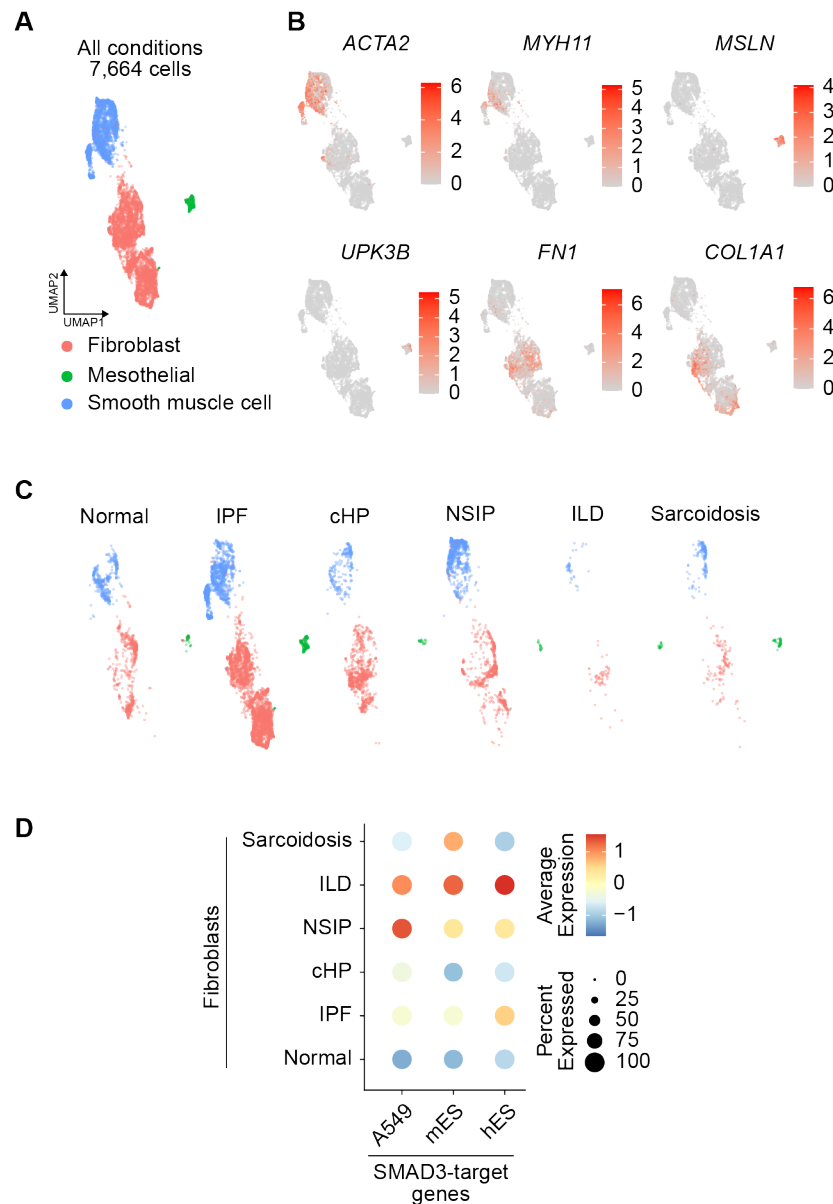 A
All conditions
7,664 cells
UMAP2
UMAP1
Fibroblast
Mesothelial
Smooth muscle cell
B
ACTA2
6
4
2
0
MYH11
5
4
3
2
1
0
MSLN
4
3
2
1
0
UPK3B
5
4
3
2
1
0
FN1
6
4
2
0
COL1A1
6
4
2
0
C
Normal
IPF
cHP
NSIP
ILD
Sarcoidosis
D
Fibroblasts
Sarcoidosis
ILD
NSIP
cHP
IPF
Normal
A549
mES
hES
SMAD3-target
genes
Average
Expression
1
0
−1
Percent
Expressed
0
25
50
75
100